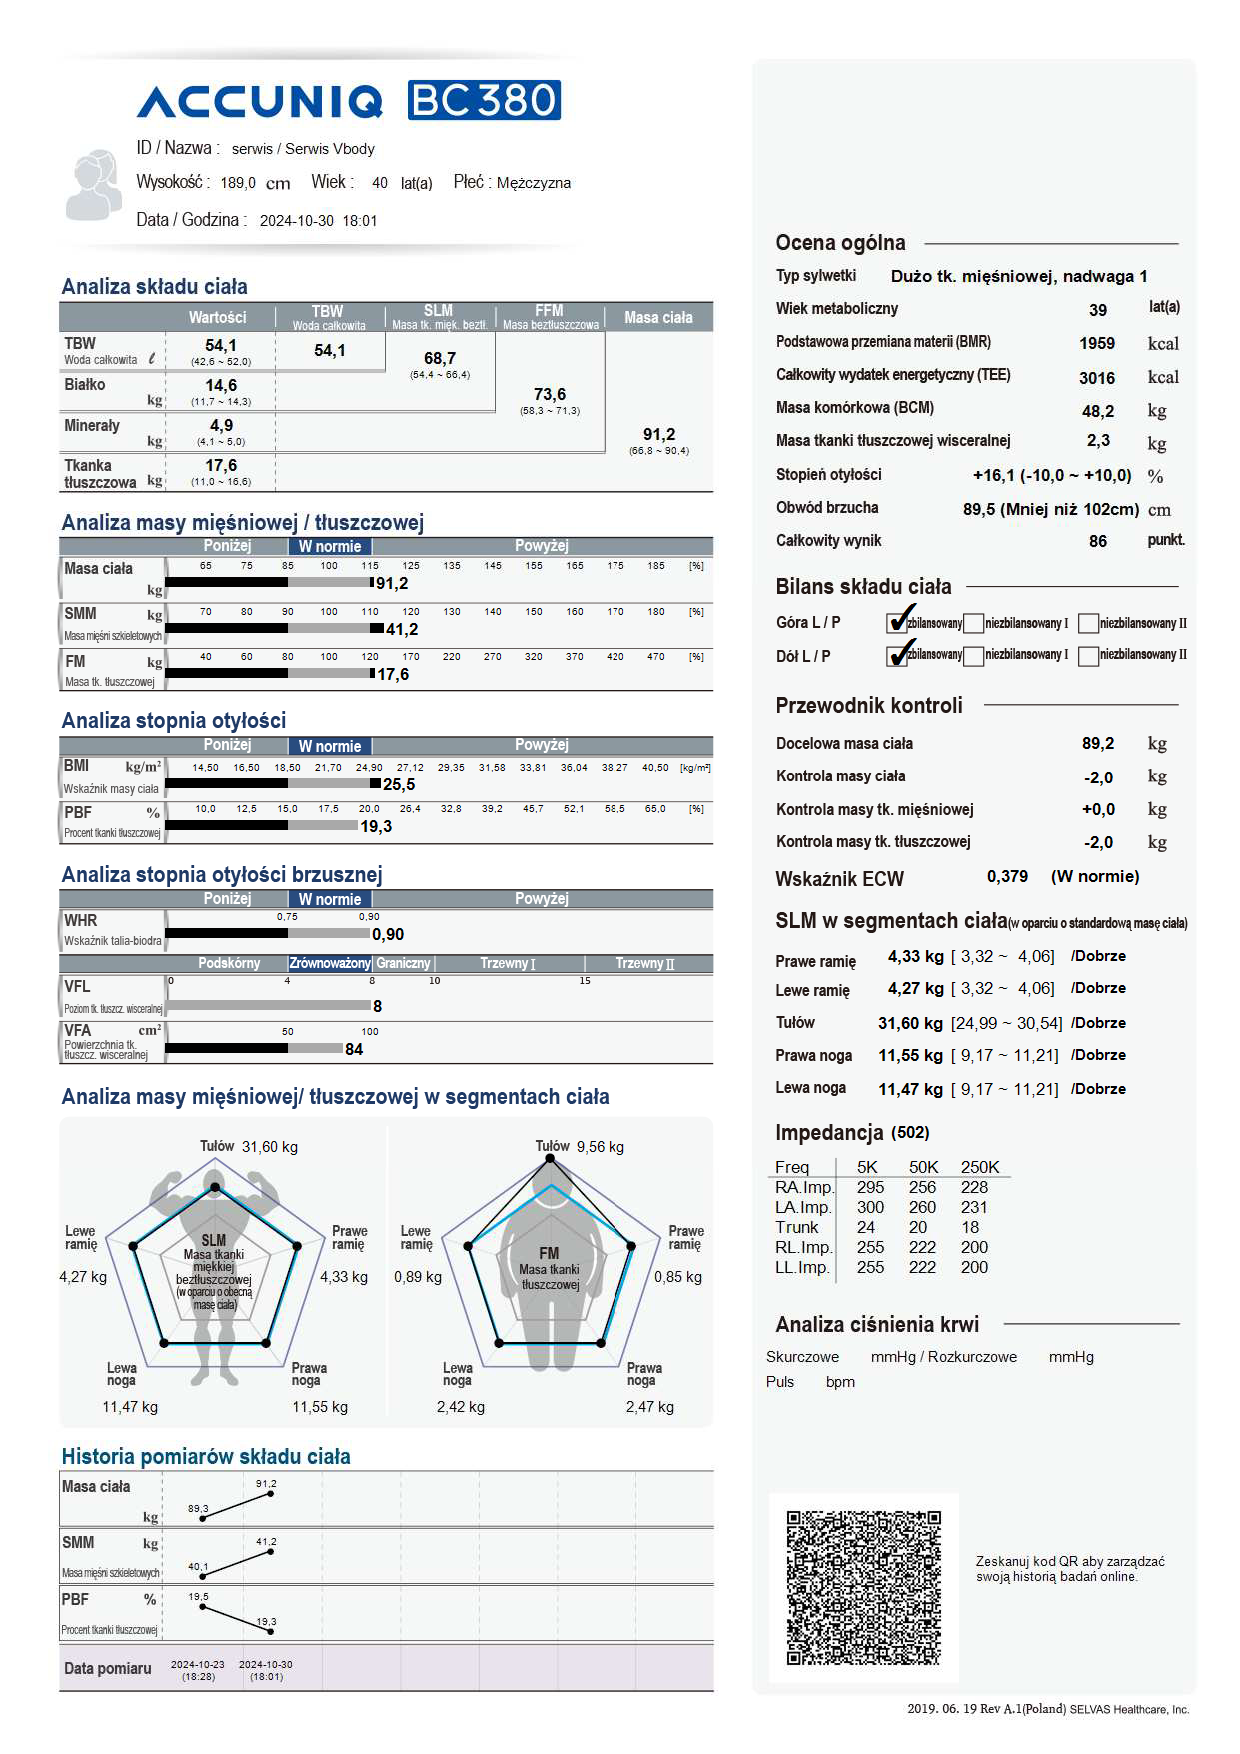 ACCUNIQ BC380
ID / Nazwa : serwis / Serwis Vbody
Wysokość : 189,0 cm Wiek : 40 lat(a) Płeć : Mężczyzna
Data / Godzina : 2024-10-30 18:01
Analiza składu ciała
Wartości TBW SLM FFM Masa ciała
Woda całkowita Masa tk. mięk. beztł. Masa beztłuszczowa
TBW 54,1 54,1 68,7 73,6 91,2
Woda całkowita ℓ (42,6 ~ 52,0) (54,4 ~ 66,4) (58,3 ~ 71,3) (66,8 ~ 90,4)
Białko 14,6
kg (11,7 ~ 14,3)
Minerały 4,9
kg (4,1 ~ 5,0)
Tkanka 17,6
tłuszczowa kg (11,0 ~ 16,6)
Analiza masy mięśniowej / tłuszczowej
Poniżej W normie Powyżej
Masa ciała 65 75 85 100 115 125 135 145 155 165 175 185 [%]
kg 91,2
SMM kg 70 80 90 100 110 120 130 140 150 160 170 180 [%]
Masa mięśni szkieletowych 41,2
FM kg 40 60 80 100 120 170 220 270 320 370 420 470 [%]
Masa tk. tłuszczowej 17,6
Analiza stopnia otyłości
Poniżej W normie Powyżej
BMI kg/m² 14,50 16,50 18,50 21,70 24,90 27,12 29,35 31,58 33,81 36,04 38,27 40,50 [kg/m²]
Wskaźnik masy ciała 25,5
PBF % 10,0 12,5 15,0 17,5 20,0 26,4 32,8 39,2 45,7 52,1 58,5 65,0 [%]
Procent tkanki tłuszczowej 19,3
Analiza stopnia otyłości brzusznej
Poniżej W normie Powyżej
WHR 0,75 0,90
Wskaźnik talia-biodra 0,90
Podskórny Zrównoważony Graniczny Trzewny I Trzewny II
VFL 0 4 8 10 15
Poziom tk. tłuszcz. wisceralnej 8
VFA cm² 50 100
Powierzchnia tk.
tłuszcz. wisceralnej 84
Analiza masy mięśniowej/ tłuszczowej w segmentach ciała
Tułów 31,60 kg
Lewe ramię
4,27 kg
Prawe ramię
4,33 kg
SLM
Masa tkanki
miękkiej
beztłuszczowej
(w oparciu o obecną
masę ciała)
Lewa noga
11,47 kg
Prawa noga
11,55 kg
Tułów 9,56 kg
Lewe ramię
0,89 kg
Prawe ramię
0,85 kg
FM
Masa tkanki
tłuszczowej
Lewa noga
2,42 kg
Prawa noga
2,47 kg
Historia pomiarów składu ciała
Masa ciała kg 89,3 91,2
SMM kg 40,1 41,2
Masa mięśni szkieletowych
PBF % 19,5 19,3
Procent tkanki tłuszczowej
Data pomiaru 2024-10-23 2024-10-30
(18:28) (18:01)
Ocena ogólna
Typ sylwetki Dużo tk. mięśniowej, nadwaga 1
Wiek metaboliczny 39 lat(a)
Podstawowa przemiana materii (BMR) 1959 kcal
Całkowity wydatek energetyczny (TEE) 3016 kcal
Masa komórkowa (BCM) 48,2 kg
Masa tkanki tłuszczowej wisceralnej 2,3 kg
Stopień otyłości +16,1 (-10,0 ~ +10,0) %
Obwód brzucha 89,5 (Mniej niż 102cm) cm
Całkowity wynik 86 punkt.
Bilans składu ciała
Góra L / P ✓ zbilansowany niezbilansowany I niezbilansowany II
Dół L / P ✓ zbilansowany niezbilansowany I niezbilansowany II
Przewodnik kontroli
Docelowa masa ciała 89,2 kg
Kontrola masy ciała -2,0 kg
Kontrola masy tk. mięśniowej +0,0 kg
Kontrola masy tk. tłuszczowej -2,0 kg
Wskaźnik ECW 0,379 (W normie)
SLM w segmentach ciała(w oparciu o standardową masę ciała)
Prawe ramię 4,33 kg [ 3,32 ~ 4,06] /Dobrze
Lewe ramię 4,27 kg [ 3,32 ~ 4,06] /Dobrze
Tułów 31,60 kg [24,99 ~ 30,54] /Dobrze
Prawa noga 11,55 kg [ 9,17 ~ 11,21] /Dobrze
Lewa noga 11,47 kg [ 9,17 ~ 11,21] /Dobrze
Impedancja (502)
Freq 5K 50K 250K
RA.Imp. 295 256 228
LA.Imp. 300 260 231
Trunk 24 20 18
RL.Imp. 255 222 200
LL.Imp. 255 222 200
Analiza ciśnienia krwi
Skurczowe mmHg / Rozkurczowe mmHg
Puls bpm
Zeskanuj kod QR aby zarządzać
swoją historią badań online.
2019. 06. 19 Rev A.1(Poland) SELVAS Healthcare, Inc.